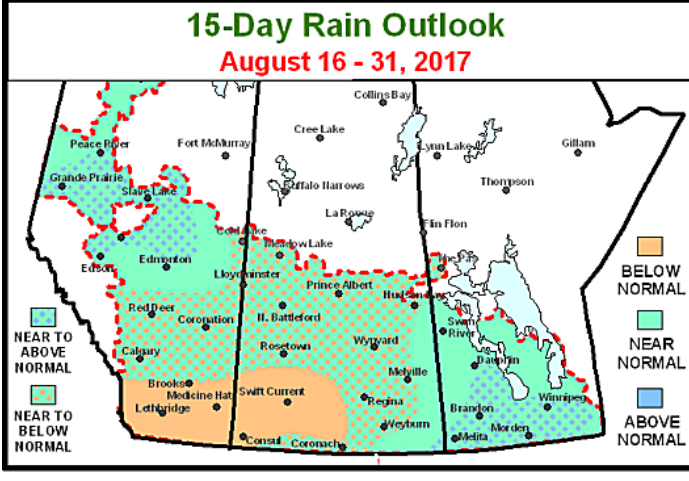 15-Day Rain Outlook
August 16 - 31, 2017
Collins Bay
Cree Lake
Peace River
Fort McMurray
Lynn Lake
Gillam
Grande Prairie
Slave Lake
Buffalo Narrows
Thompson
La Ronge
Flin Flon
Cold Lake
Meadow Lake
Edson
Edmonton
The Pas
Lloydminster
Prince Albert
Hudson Bay
Red Deer
Coronation
N. Battleford
Swan
River
Rosetown
Wynyard
Calgary
Dauphin
Melville
Brooks
Medicine Hat
Swift Current
Lethbridge
Regina
Brandon
Winnipeg
Weyburn
Morden
Consul
Coronach
Melita
NEAR TO
ABOVE
NORMAL
NEAR TO
BELOW
NORMAL
BELOW
NORMAL
NEAR
NORMAL
ABOVE
NORMAL